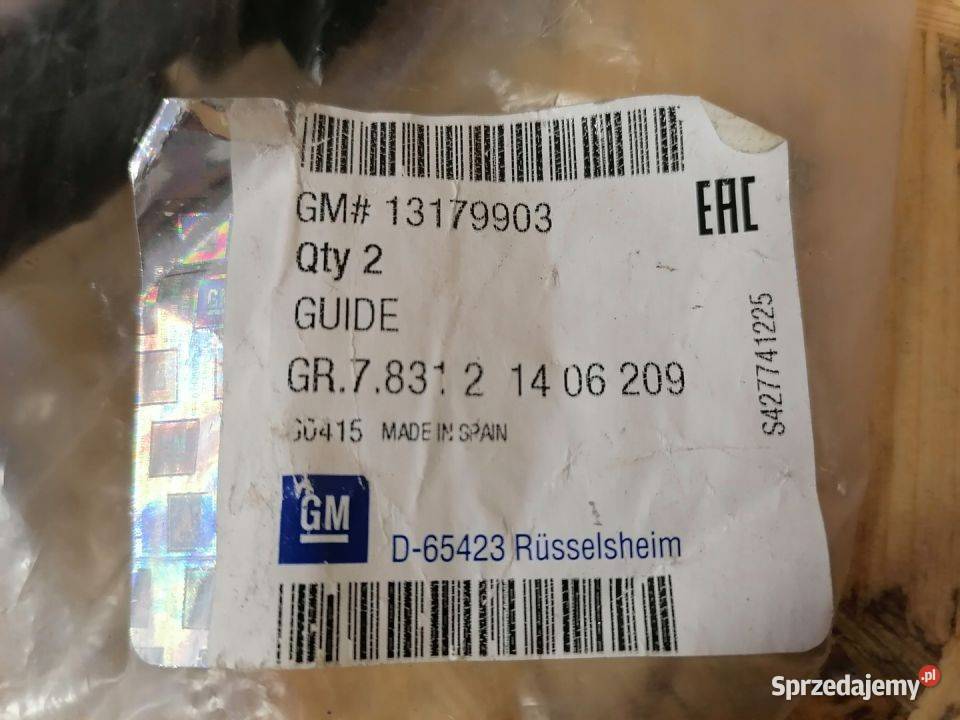 GM# 13179903
EAC
Qty 2
GUIDE
GR.7.831 2 14 06 209
MADE IN SPAIN
S427741225
GM
D-65423 Rüsselsheim
GM
Sprzedajemy.pl